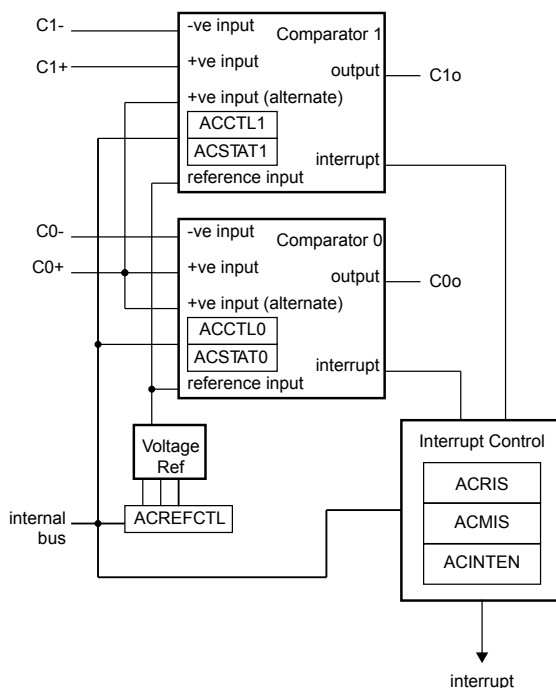 C1-
-ve input
Comparator 1
C1+
+ve input
output
C1o
+ve input (alternate)
ACCTL1
ACSTAT1
interrupt
reference input
C0-
-ve input
Comparator 0
C0+
+ve input
output
C0o
+ve input (alternate)
ACCTL0
ACSTAT0
interrupt
reference input
Voltage
Ref
Interrupt Control
ACRIS
ACMIS
ACINTEN
internal
bus
ACREFCTL
interrupt